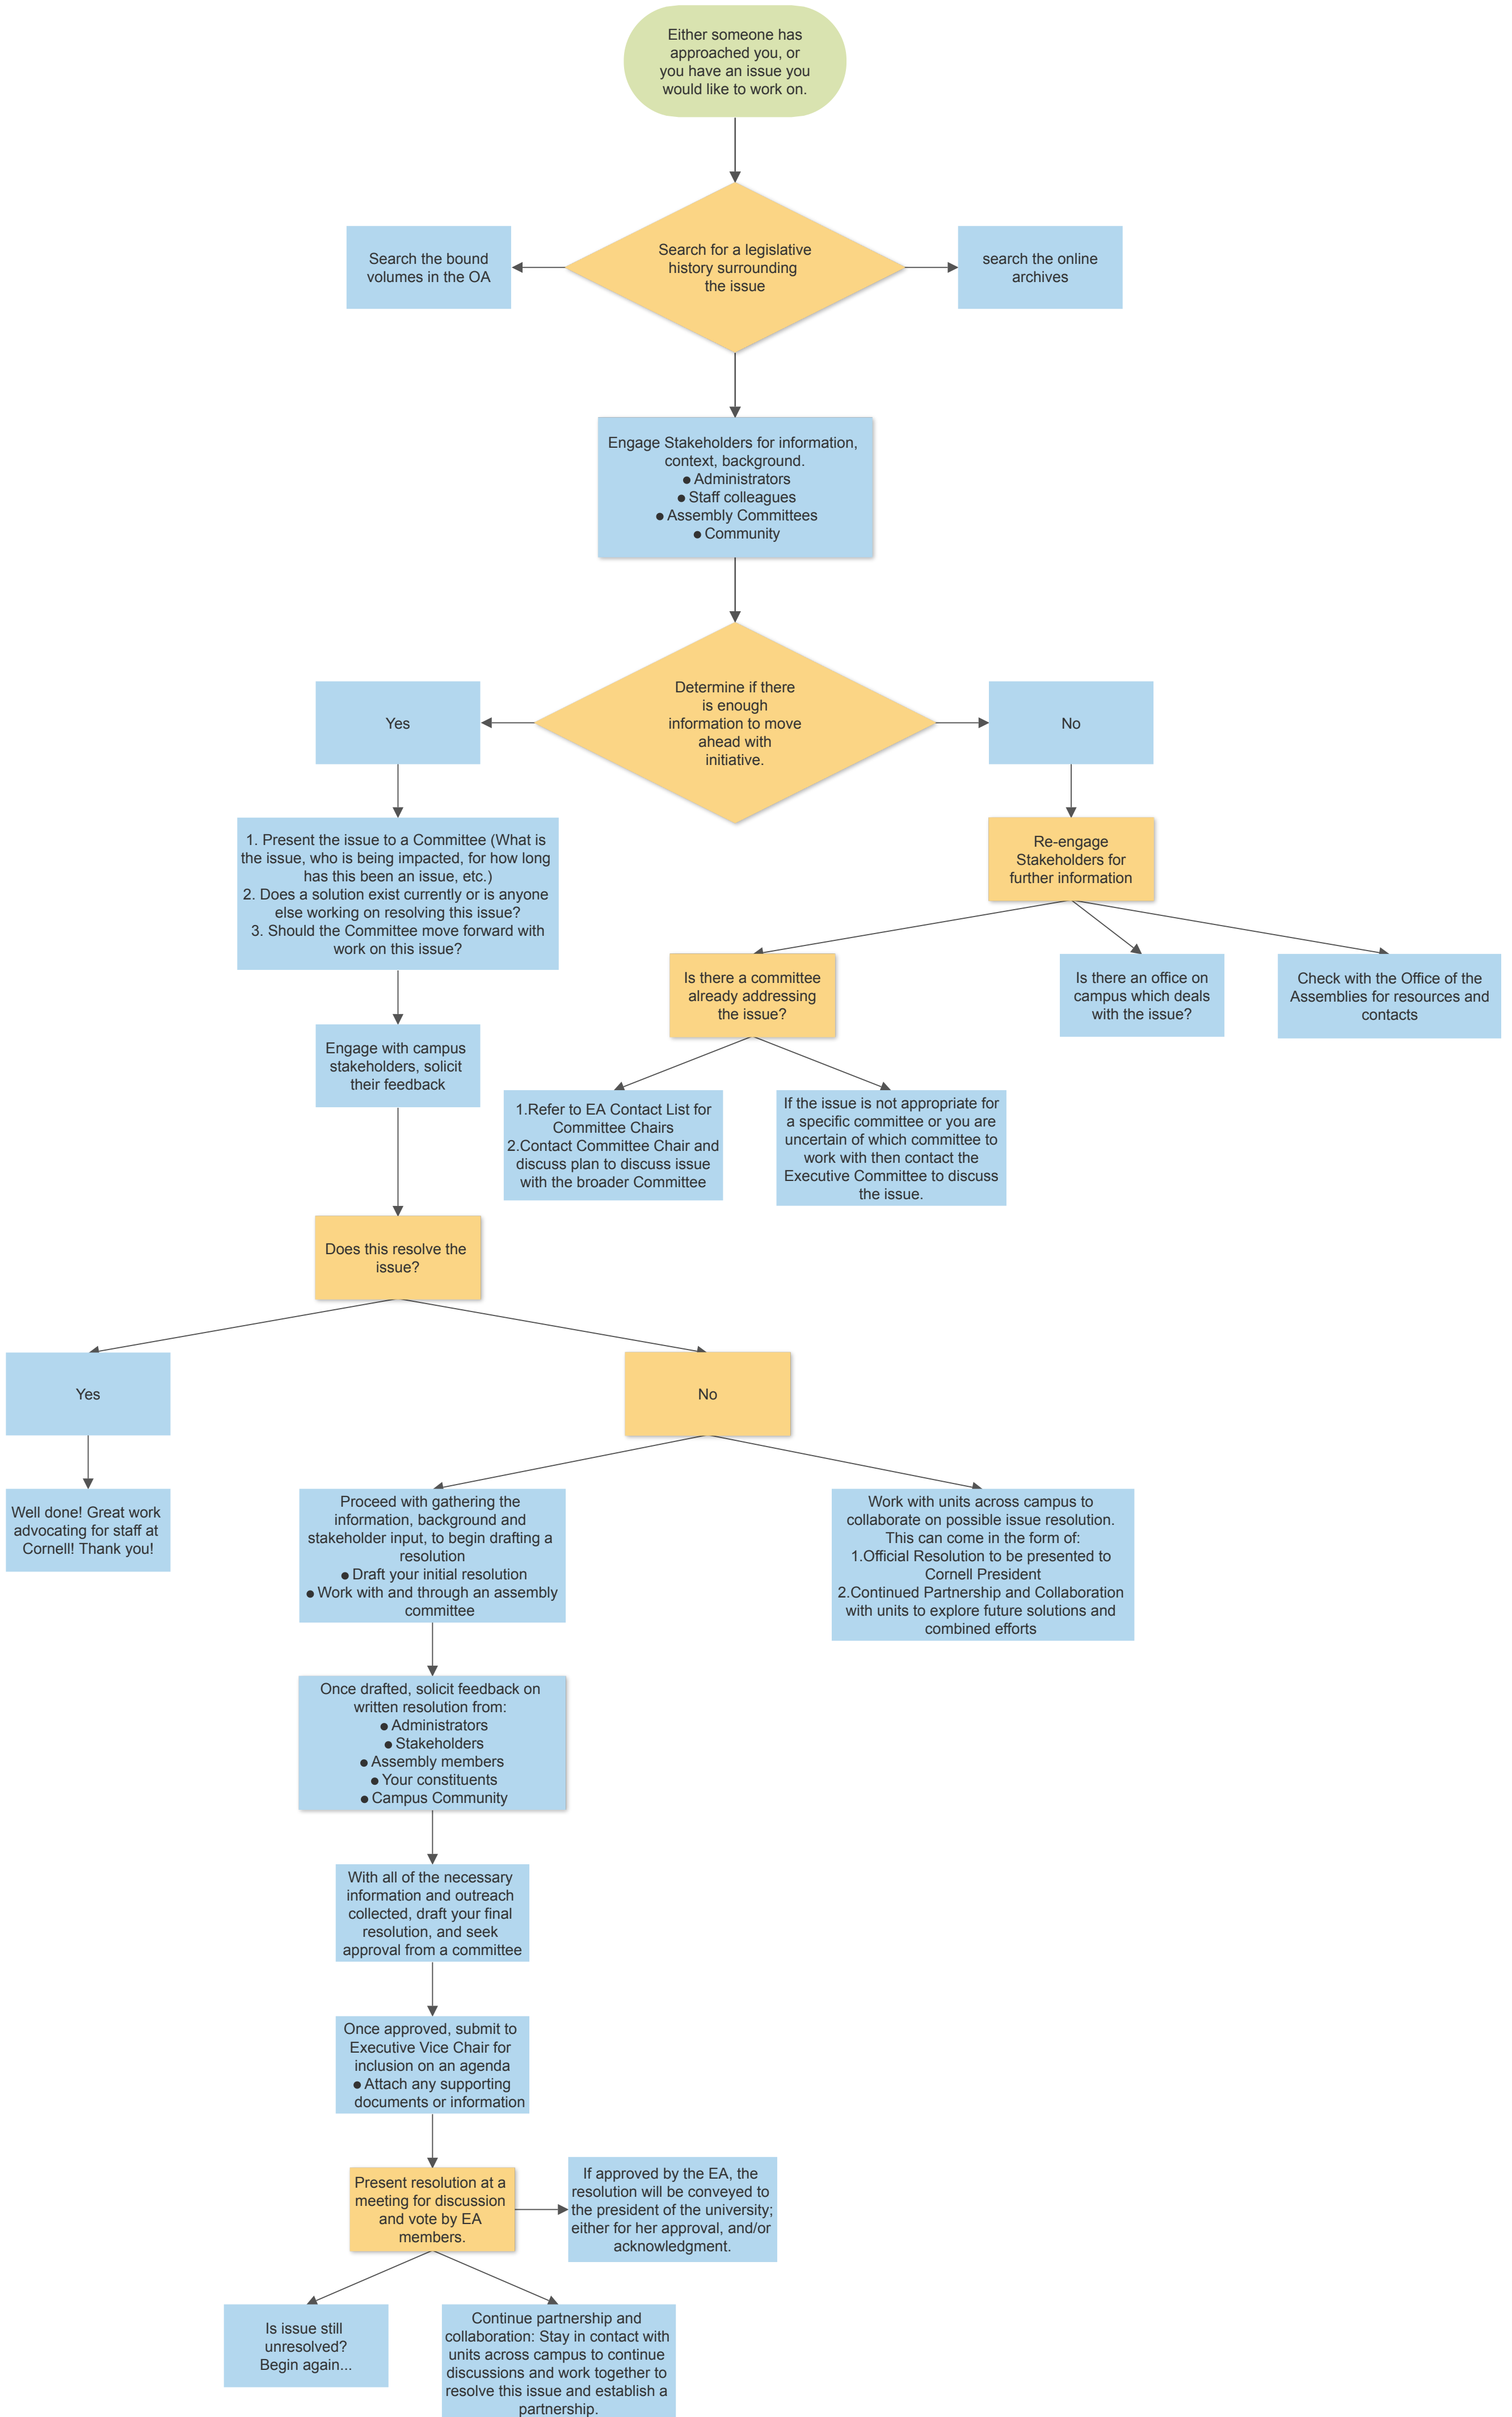 Either someone has
approached you, or
you have an issue you
would like to work on.
Search the bound
volumes in the OA
Search for a legislative
history surrounding
the issue
search the online
archives
Engage Stakeholders for information,
context, background.
● Administrators
● Staff colleagues
● Assembly Committees
● Community
Yes
Determine if there
is enough
information to move
ahead with
initiative.
No
1. Present the issue to a Committee (What is
the issue, who is being impacted, for how long
has this been an issue, etc.)
2. Does a solution exist currently or is anyone
else working on resolving this issue?
3. Should the Committee move forward with
work on this issue?
Re-engage
Stakeholders for
further information
Is there a committee
already addressing
the issue?
Is there an office on
campus which deals
with the issue?
Check with the Office of the
Assemblies for resources and
contacts
Engage with campus
stakeholders, solicit
their feedback
1.Refer to EA Contact List for
Committee Chairs
2.Contact Committee Chair and
discuss plan to discuss issue
with the broader Committee
If the issue is not appropriate for
a specific committee or you are
uncertain of which committee to
work with then contact the
Executive Committee to discuss
the issue.
Does this resolve the
issue?
Yes
No
Well done! Great work
advocating for staff at
Cornell! Thank you!
Proceed with gathering the
information, background and
stakeholder input, to begin drafting a
resolution
● Draft your initial resolution
● Work with and through an assembly
committee
Work with units across campus to
collaborate on possible issue resolution.
This can come in the form of:
1.Official Resolution to be presented to
Cornell President
2.Continued Partnership and Collaboration
with units to explore future solutions and
combined efforts
Once drafted, solicit feedback on
written resolution from:
● Administrators
● Stakeholders
● Assembly members
● Your constituents
● Campus Community
With all of the necessary
information and outreach
collected, draft your final
resolution, and seek
approval from a committee
Once approved, submit to
Executive Vice Chair for
inclusion on an agenda
● Attach any supporting
documents or information
Present resolution at a
meeting for discussion
and vote by EA
members.
If approved by the EA, the
resolution will be conveyed to
the president of the university;
either for her approval, and/or
acknowledgment.
Is issue still
unresolved?
Begin again...
Continue partnership and
collaboration: Stay in contact with
units across campus to continue
discussions and work together to
resolve this issue and establish a
partnership.